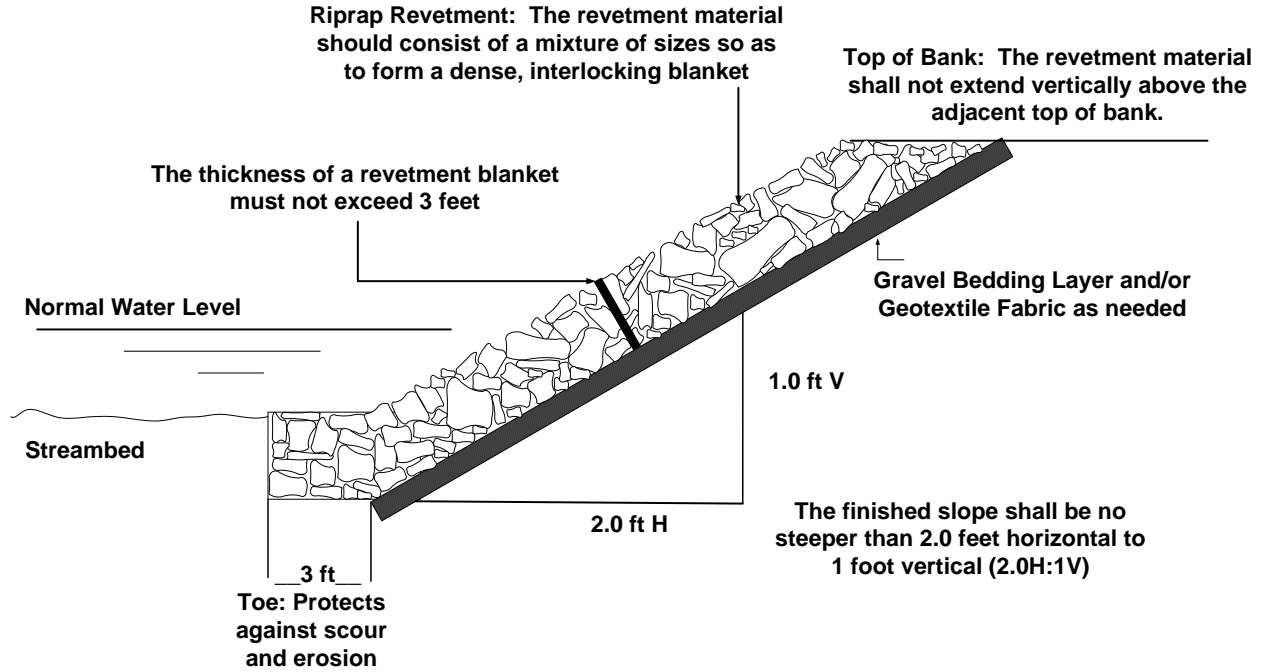 Riprap Revetment: The revetment material
should consist of a mixture of sizes so as
to form a dense, interlocking blanket
Top of Bank: The revetment material
shall not extend vertically above the
adjacent top of bank.
The thickness of a revetment blanket
must not exceed 3 feet
Gravel Bedding Layer and/or
Geotextile Fabric as needed
Normal Water Level
1.0 ft V
Streambed
2.0 ft H
The finished slope shall be no
steeper than 2.0 feet horizontal to
1 foot vertical (2.0H:1V)
__3 ft__
Toe: Protects
against scour
and erosion